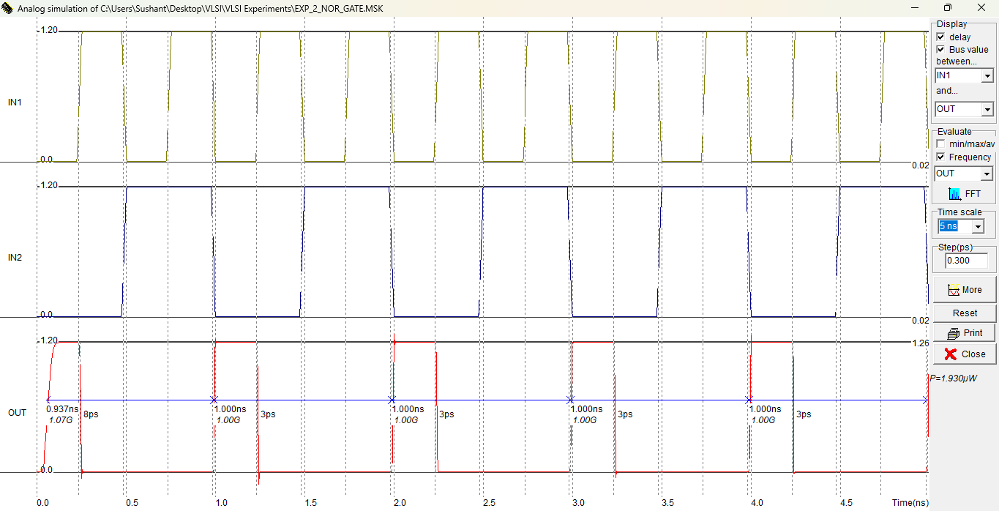 Analog simulation of C:\Users\Sushant\Desktop\VLSI\VLSI Experiments\EXP_2_NOR_GATE.MSK
1.20
IN1
0.0
0.02
1.20
IN2
0.0
0.02
1.20
1.26
OUT
0.937ns
1.07G
8ps
1.000ns
1.00G
3ps
1.000ns
1.00G
3ps
1.000ns
1.00G
3ps
1.000ns
1.00G
3ps
0.0
0.0 0.5 1.0 1.5 2.0 2.5 3.0 3.5 4.0 4.5 Time(ns)
Display
delay
Bus value
between...
IN1
and...
OUT
Evaluate
min/max/av
Frequency
OUT
FFT
Time scale
5 ns
Step(ps)
0.300
More
Reset
Print
Close
P=1.930µW